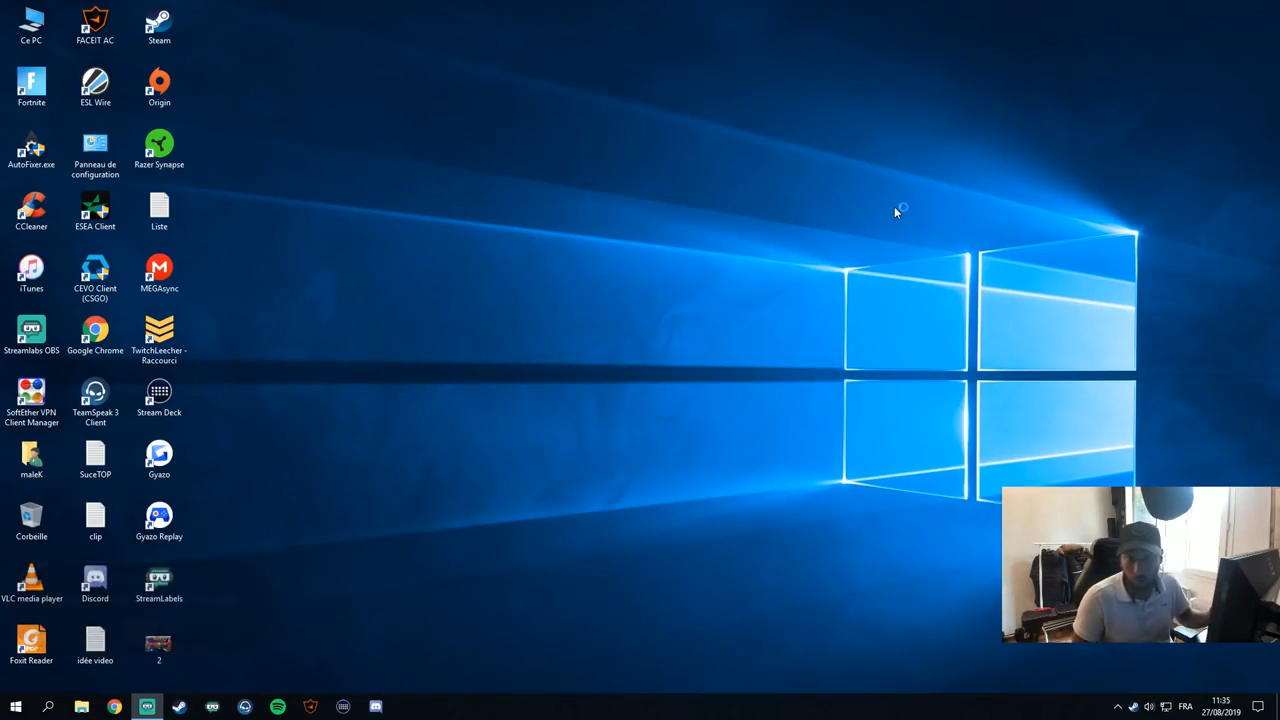 Ce PC
FACEIT AC
Steam
Fortnite
ESL Wire
Origin
AutoFixer.exe
Panneau de
configuration
Razer Synapse
CCleaner
ESEA Client
Liste
iTunes
CEVO Client
(CSGO)
MEGAsync
Streamlabs OBS
Google Chrome
TwitchLeecher -
Raccourci
SoftEther VPN
Client Manager
TeamSpeak 3
Client
Stream Deck
maleK
SuceTOP
Gyazo
Corbeille
clip
Gyazo Replay
VLC media player
Discord
StreamLabels
Foxit Reader
idée video
2
FRA
11:35
27/08/2019